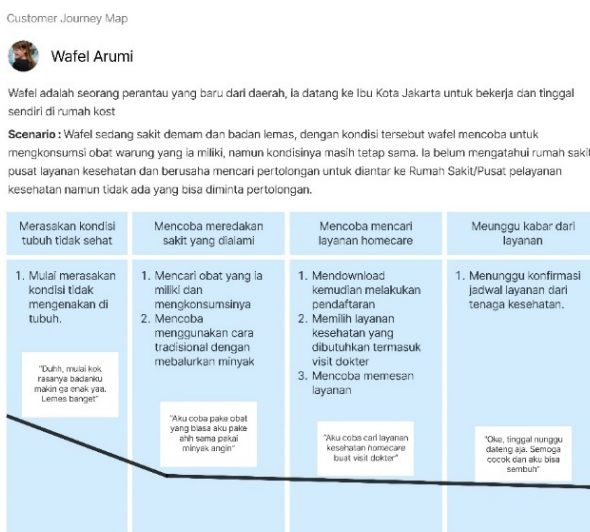 Customer Journey Map
Wafel Arumi
Wafel adalah seorang perantau yang baru dari daerah, ia datang ke Ibu Kota Jakarta untuk bekerja dan tinggal
sendiri di rumah kost
Scenario : Wafel sedang sakit demam dan badan lemas, dengan kondisi tersebut wafel mencoba untuk
mengkonsumsi obat warung yang ia miliki, namun kondisinya masih tetap sama. Ia belum mengatahui rumah sakit
pusat layanan kesehatan dan berusaha mencari pertolongan untuk diantar ke Rumah Sakit/Pusat pelayanan
kesehatan namun tidak ada yang bisa diminta pertolongan.
Merasakan kondisi
tubuh tidak sehat
1. Mulai merasakan
kondisi tidak
mengenakan di
tubuh.
"Duhh, mulai kok
rasanya badanku
makin ga enak yaa.
Lemes banget"
Mencoba meredakan
sakit yang dialami
1. Mencari obat yang ia
miliki dan
mengkonsumsinya
2. Mencoba
menggunakan cara
tradisional dengan
mebalurkan minyak
"Aku coba pake obat
yang biasa aku pake
ahh sama pakai
minyak angin"
Mencoba mencari
layanan homecare
1. Mendownload
kemudian melakukan
pendaftaran
2. Memilih layanan
kesehatan yang
dibutuhkan termasuk
visit dokter
3. Mencoba memesan
layanan
"Aku coba cari layanan
kesehatan homecare
buat visit dokter"
Meunggu kabar dari
layanan
1. Menunggu konfirmasi
jadwal layanan dari
tenaga kesehatan.
"Oke, tinggal nunggu
dateng aja. Semoga
cocok dan aku bisa
sembuh"